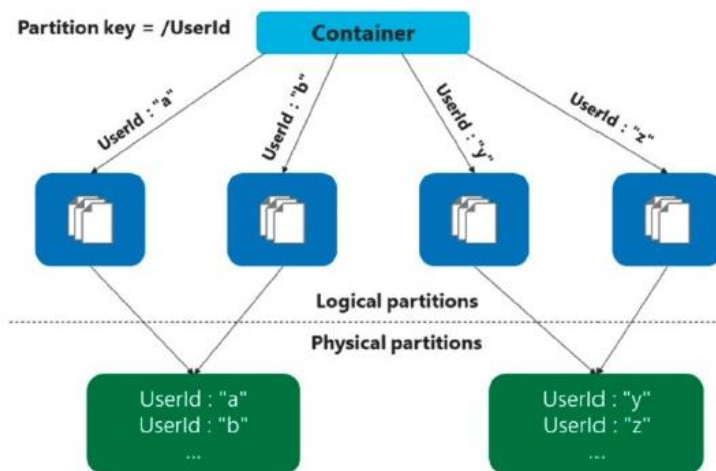 Partition key = /UserId
Container
UserId : "a"
UserId : "b"
UserId : "y"
UserId : "z"
Logical partitions
Physical partitions
UserId : "a"
UserId : "b"
...
UserId : "y"
UserId : "z"
....